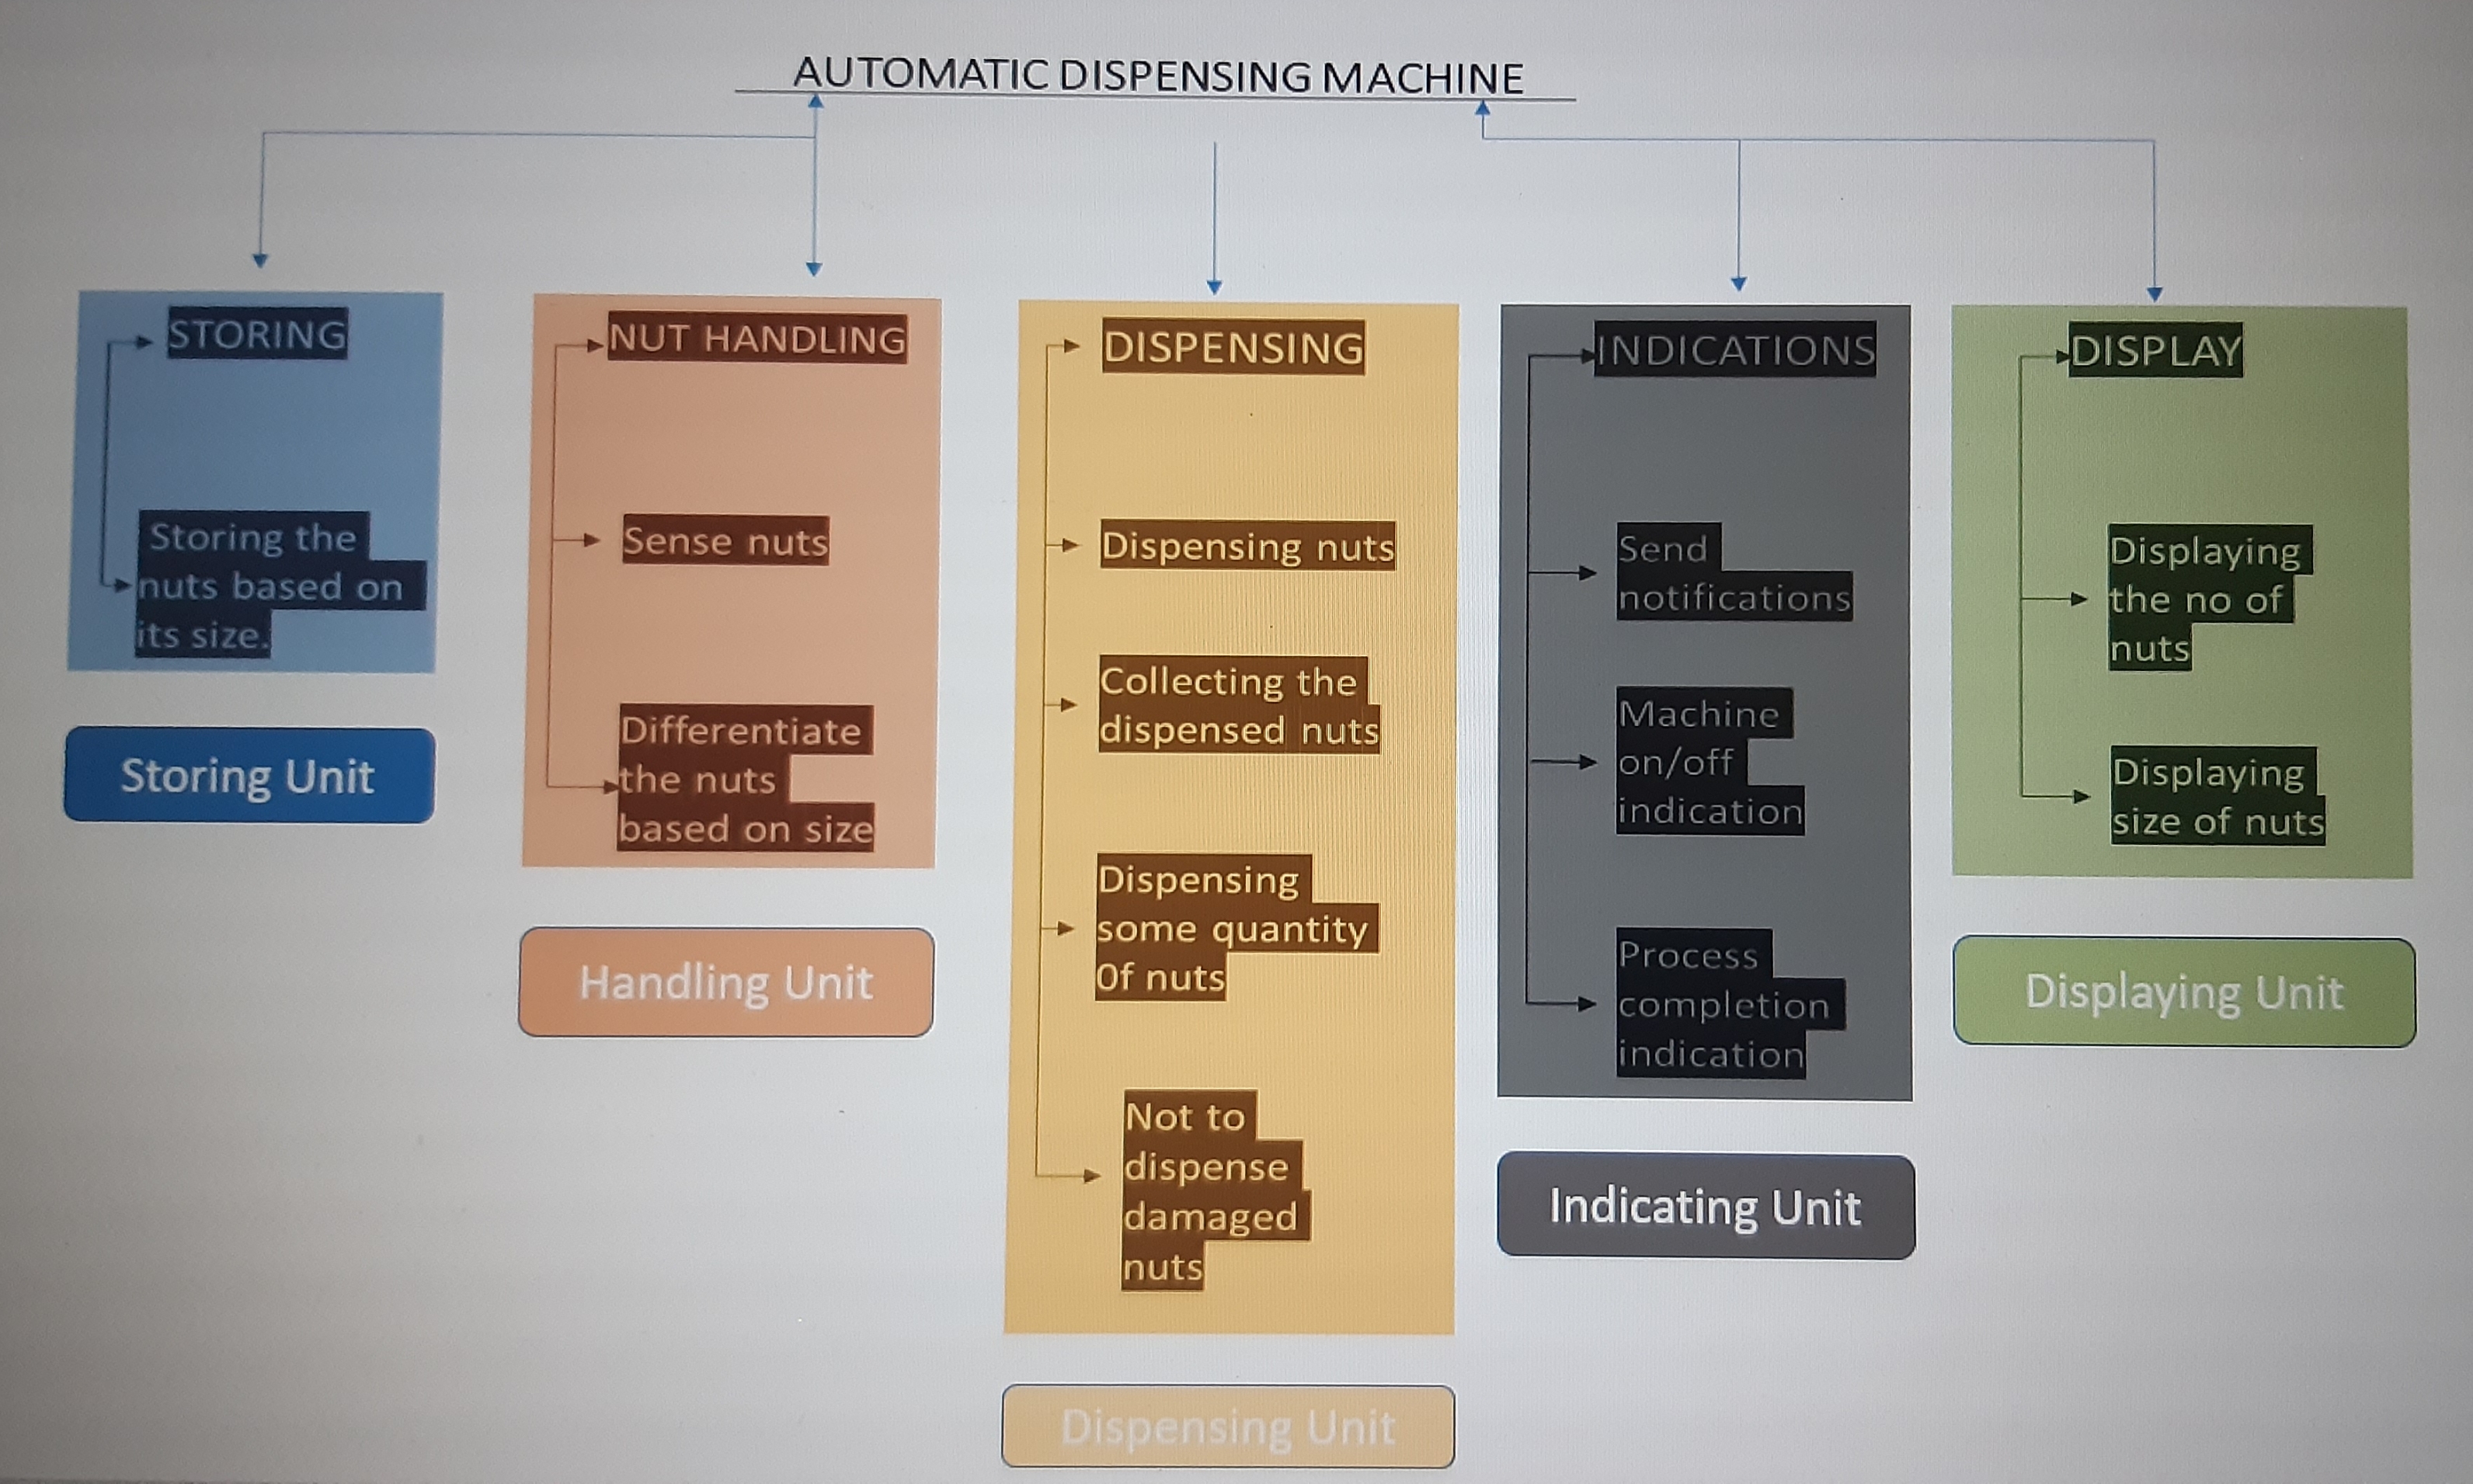 AUTOMATIC DISPENSING MACHINE
STORING
Storing the
nuts based on
its size.
Storing Unit
NUT HANDLING
Sense nuts
Differentiate
the nuts
based on size
Handling Unit
DISPENSING
Dispensing nuts
Collecting the
dispensed nuts
Dispensing
some quantity
0f nuts
Not to
dispense
damaged
nuts
Dispensing Unit
INDICATIONS
Send
notifications
Machine
on/off
indication
Process
completion
indication
Indicating Unit
DISPLAY
Displaying
the no of
nuts
Displaying
size of nuts
Displaying Unit